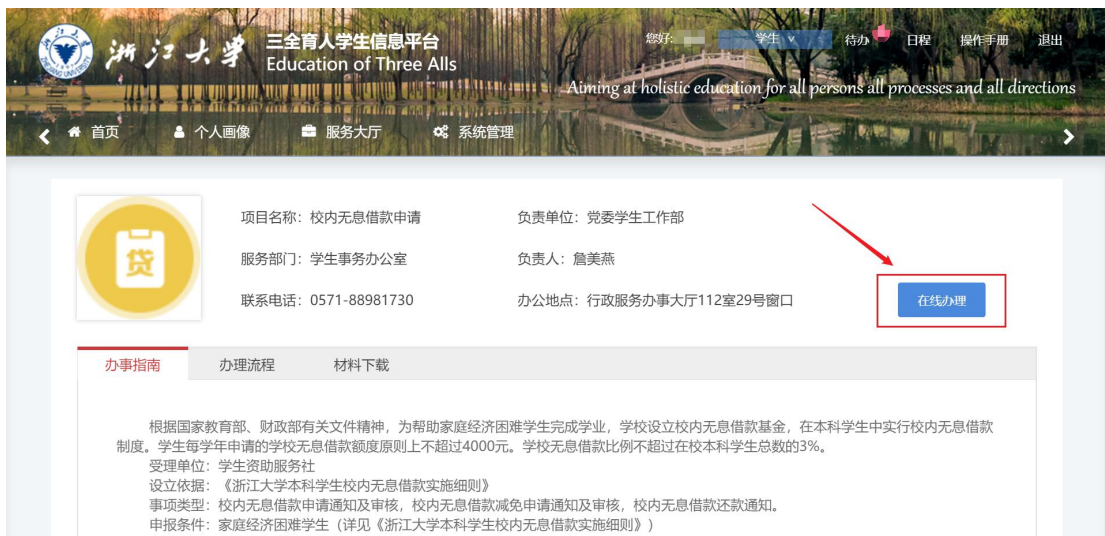 浙江大学
三全育人学生信息平台
Education of Three Alls
您好:
学生
待办
日程
操作手册
退出
Aiming at holistic education for all persons all processes and all directions
首页
个人画像
服务大厅
系统管理
贷
项目名称：校内无息借款申请
负责单位：党委学生工作部
服务部门：学生事务办公室
负责人：詹美燕
联系电话：0571-88981730
办公地点：行政服务办事大厅112室29号窗口
在线办理
办事指南
办理流程
材料下载
根据国家教育部、财政部有关文件精神，为帮助家庭经济困难学生完成学业，学校设立校内无息借款基金，在本科学生中实行校内无息借款
制度。学生每学年申请的学校无息借款额度原则上不超过4000元。学校无息借款比例不超过在校本科学生总数的3%。
受理单位：学生资助服务社
设立依据：《浙江大学本科学生校内无息借款实施细则》
事项类型：校内无息借款申请通知及审核，校内无息借款减免申请通知及审核，校内无息借款还款通知。
申报条件：家庭经济困难学生（详见《浙江大学本科学生校内无息借款实施细则》）